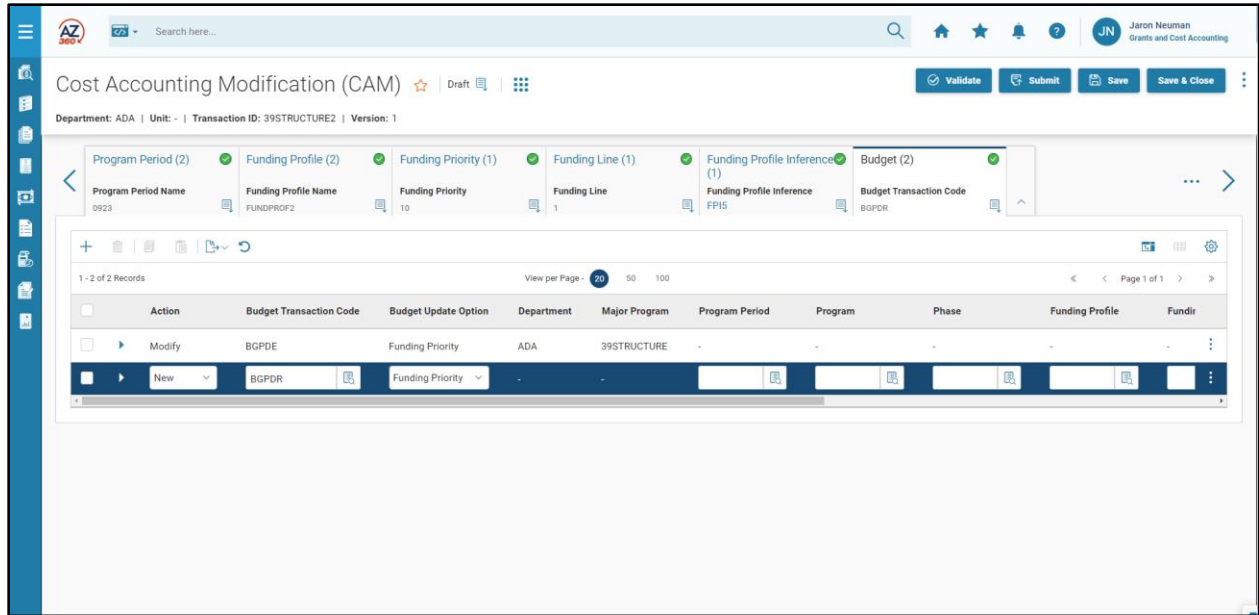 AZ 360
Search here...
JN
Jaron Neuman
Grants and Cost Accounting
Cost Accounting Modification (CAM)
Draft
Validate
Submit
Save
Save & Close
Department: ADA | Unit: - | Transaction ID: 39STRUCTURE2 | Version: 1
Program Period (2)
Program Period Name
0923
Funding Profile (2)
Funding Profile Name
FUNDPROF2
Funding Priority (1)
Funding Priority
10
Funding Line (1)
Funding Line
1
Funding Profile Inference
(1)
Funding Profile Inference
FPI5
Budget (2)
Budget Transaction Code
BGPDR
1 - 2 of 2 Records
View per Page - 20 50 100
Page 1 of 1
Action Budget Transaction Code Budget Update Option Department Major Program Program Period Program Phase Funding Profile Fundir
Modify BGPDE Funding Priority ADA 39STRUCTURE - - - - -
New BGPDR Funding Priority - -